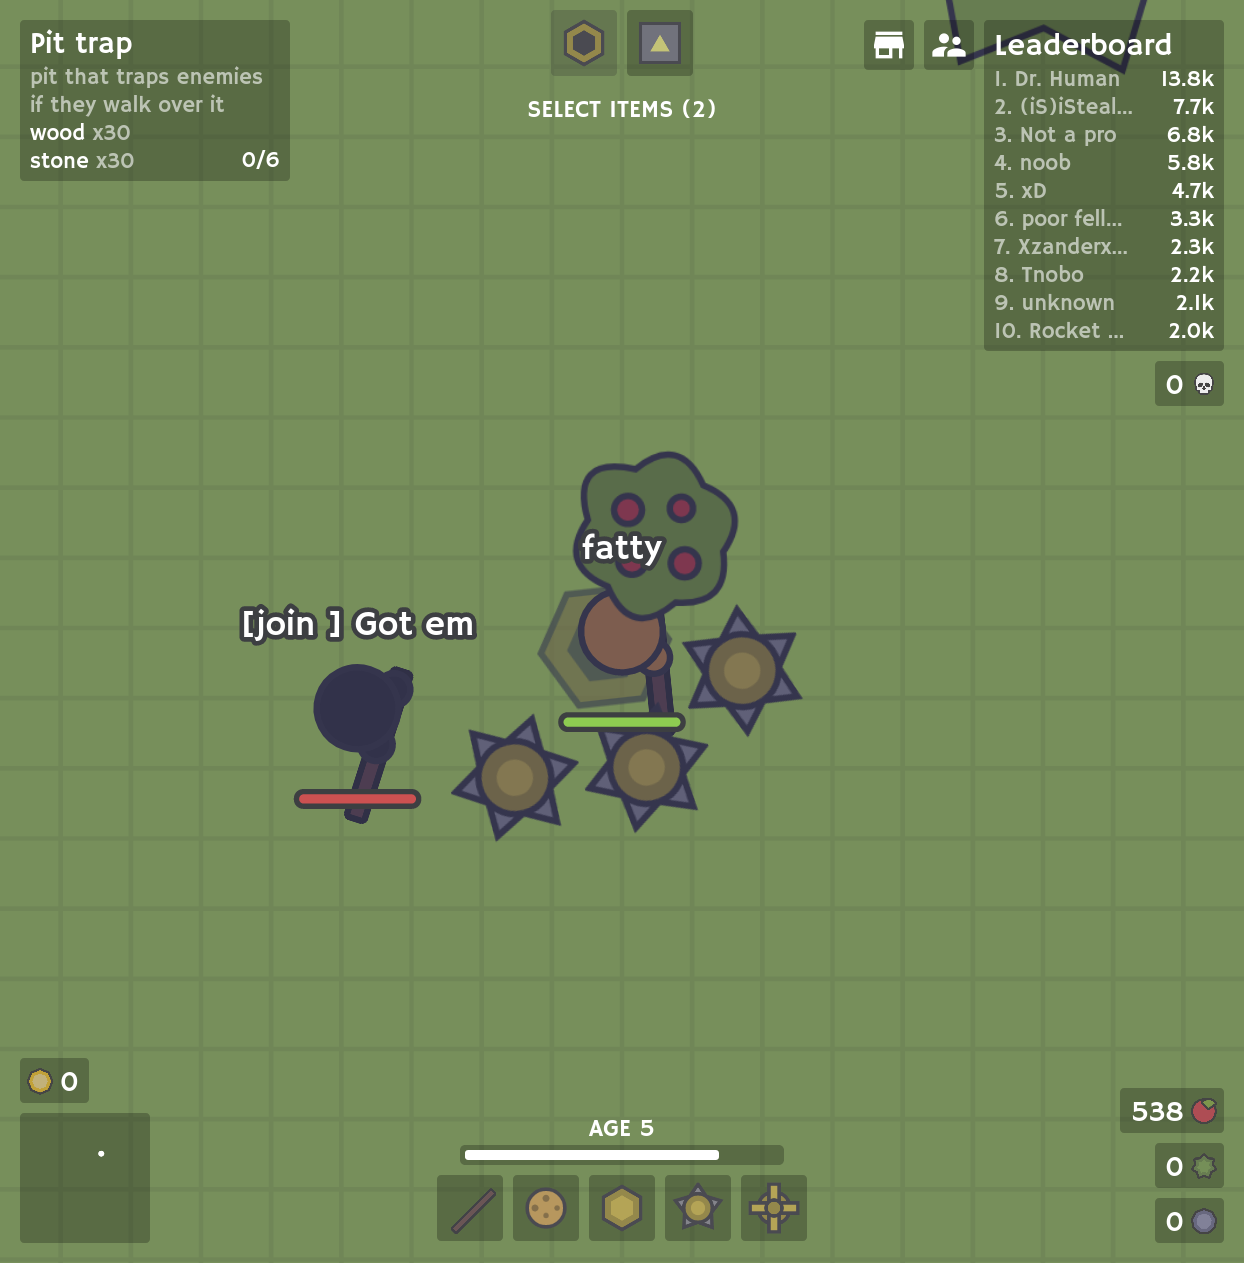 Pit trap
pit that traps enemies
if they walk over it
wood x30
stone x30 0/6
SELECT ITEMS (2)
Leaderboard
1. Dr. Human 13.8k
2. (iS)iSteal... 7.7k
3. Not a pro 6.8k
4. noob 5.8k
5. xD 4.7k
6. poor fell... 3.3k
7. Xzanderx... 2.3k
8. Tnobo 2.2k
9. unknown 2.1k
10. Rocket ... 2.0k
0
fatty
[join ] Got em
0
AGE 5
538
0
0